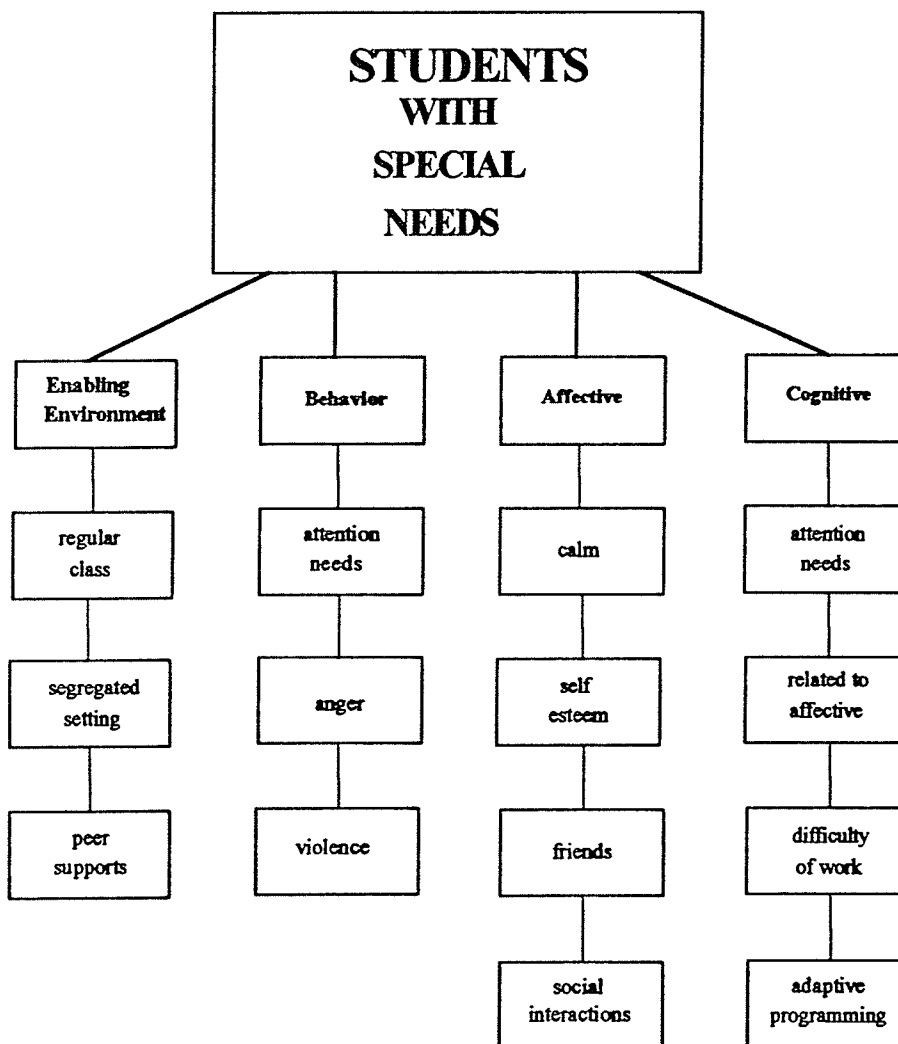 STUDENTS
WITH
SPECIAL
NEEDS
Enabling
Environment
Behavior
Affective
Cognitive
regular
class
attention
needs
calm
attention
needs
segregated
setting
anger
self
esteem
related to
affective
peer
supports
violence
friends
difficulty
of work
social
interactions
adaptive
programming